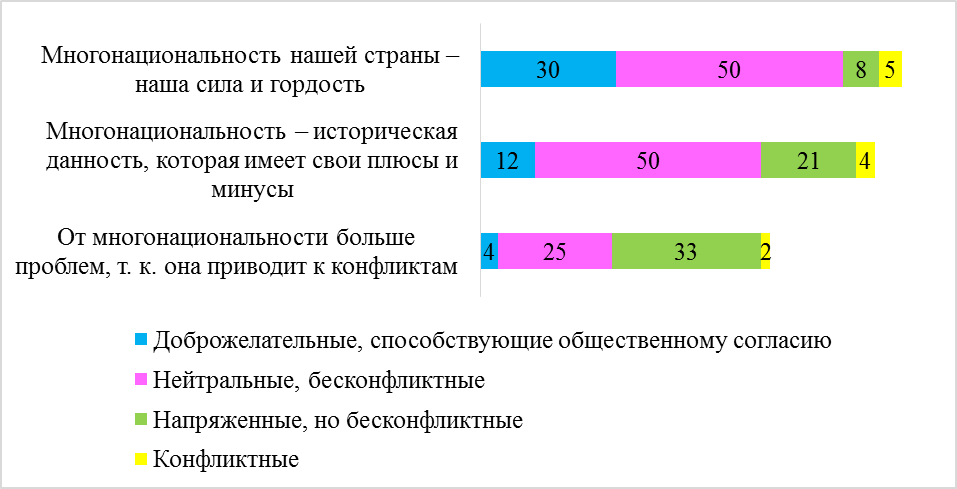 Многонациональность нашей страны –
наша сила и гордость
30 50 8 5
Многонациональность – историческая
данность, которая имеет свои плюсы и
минусы
12 50 21 4
От многонациональности больше
проблем, т. к. она приводит к конфликтам
4 25 33 2
Доброжелательные, способствующие общественному согласию
Нейтральные, бесконфликтные
Напряженные, но бесконфликтные
Конфликтные